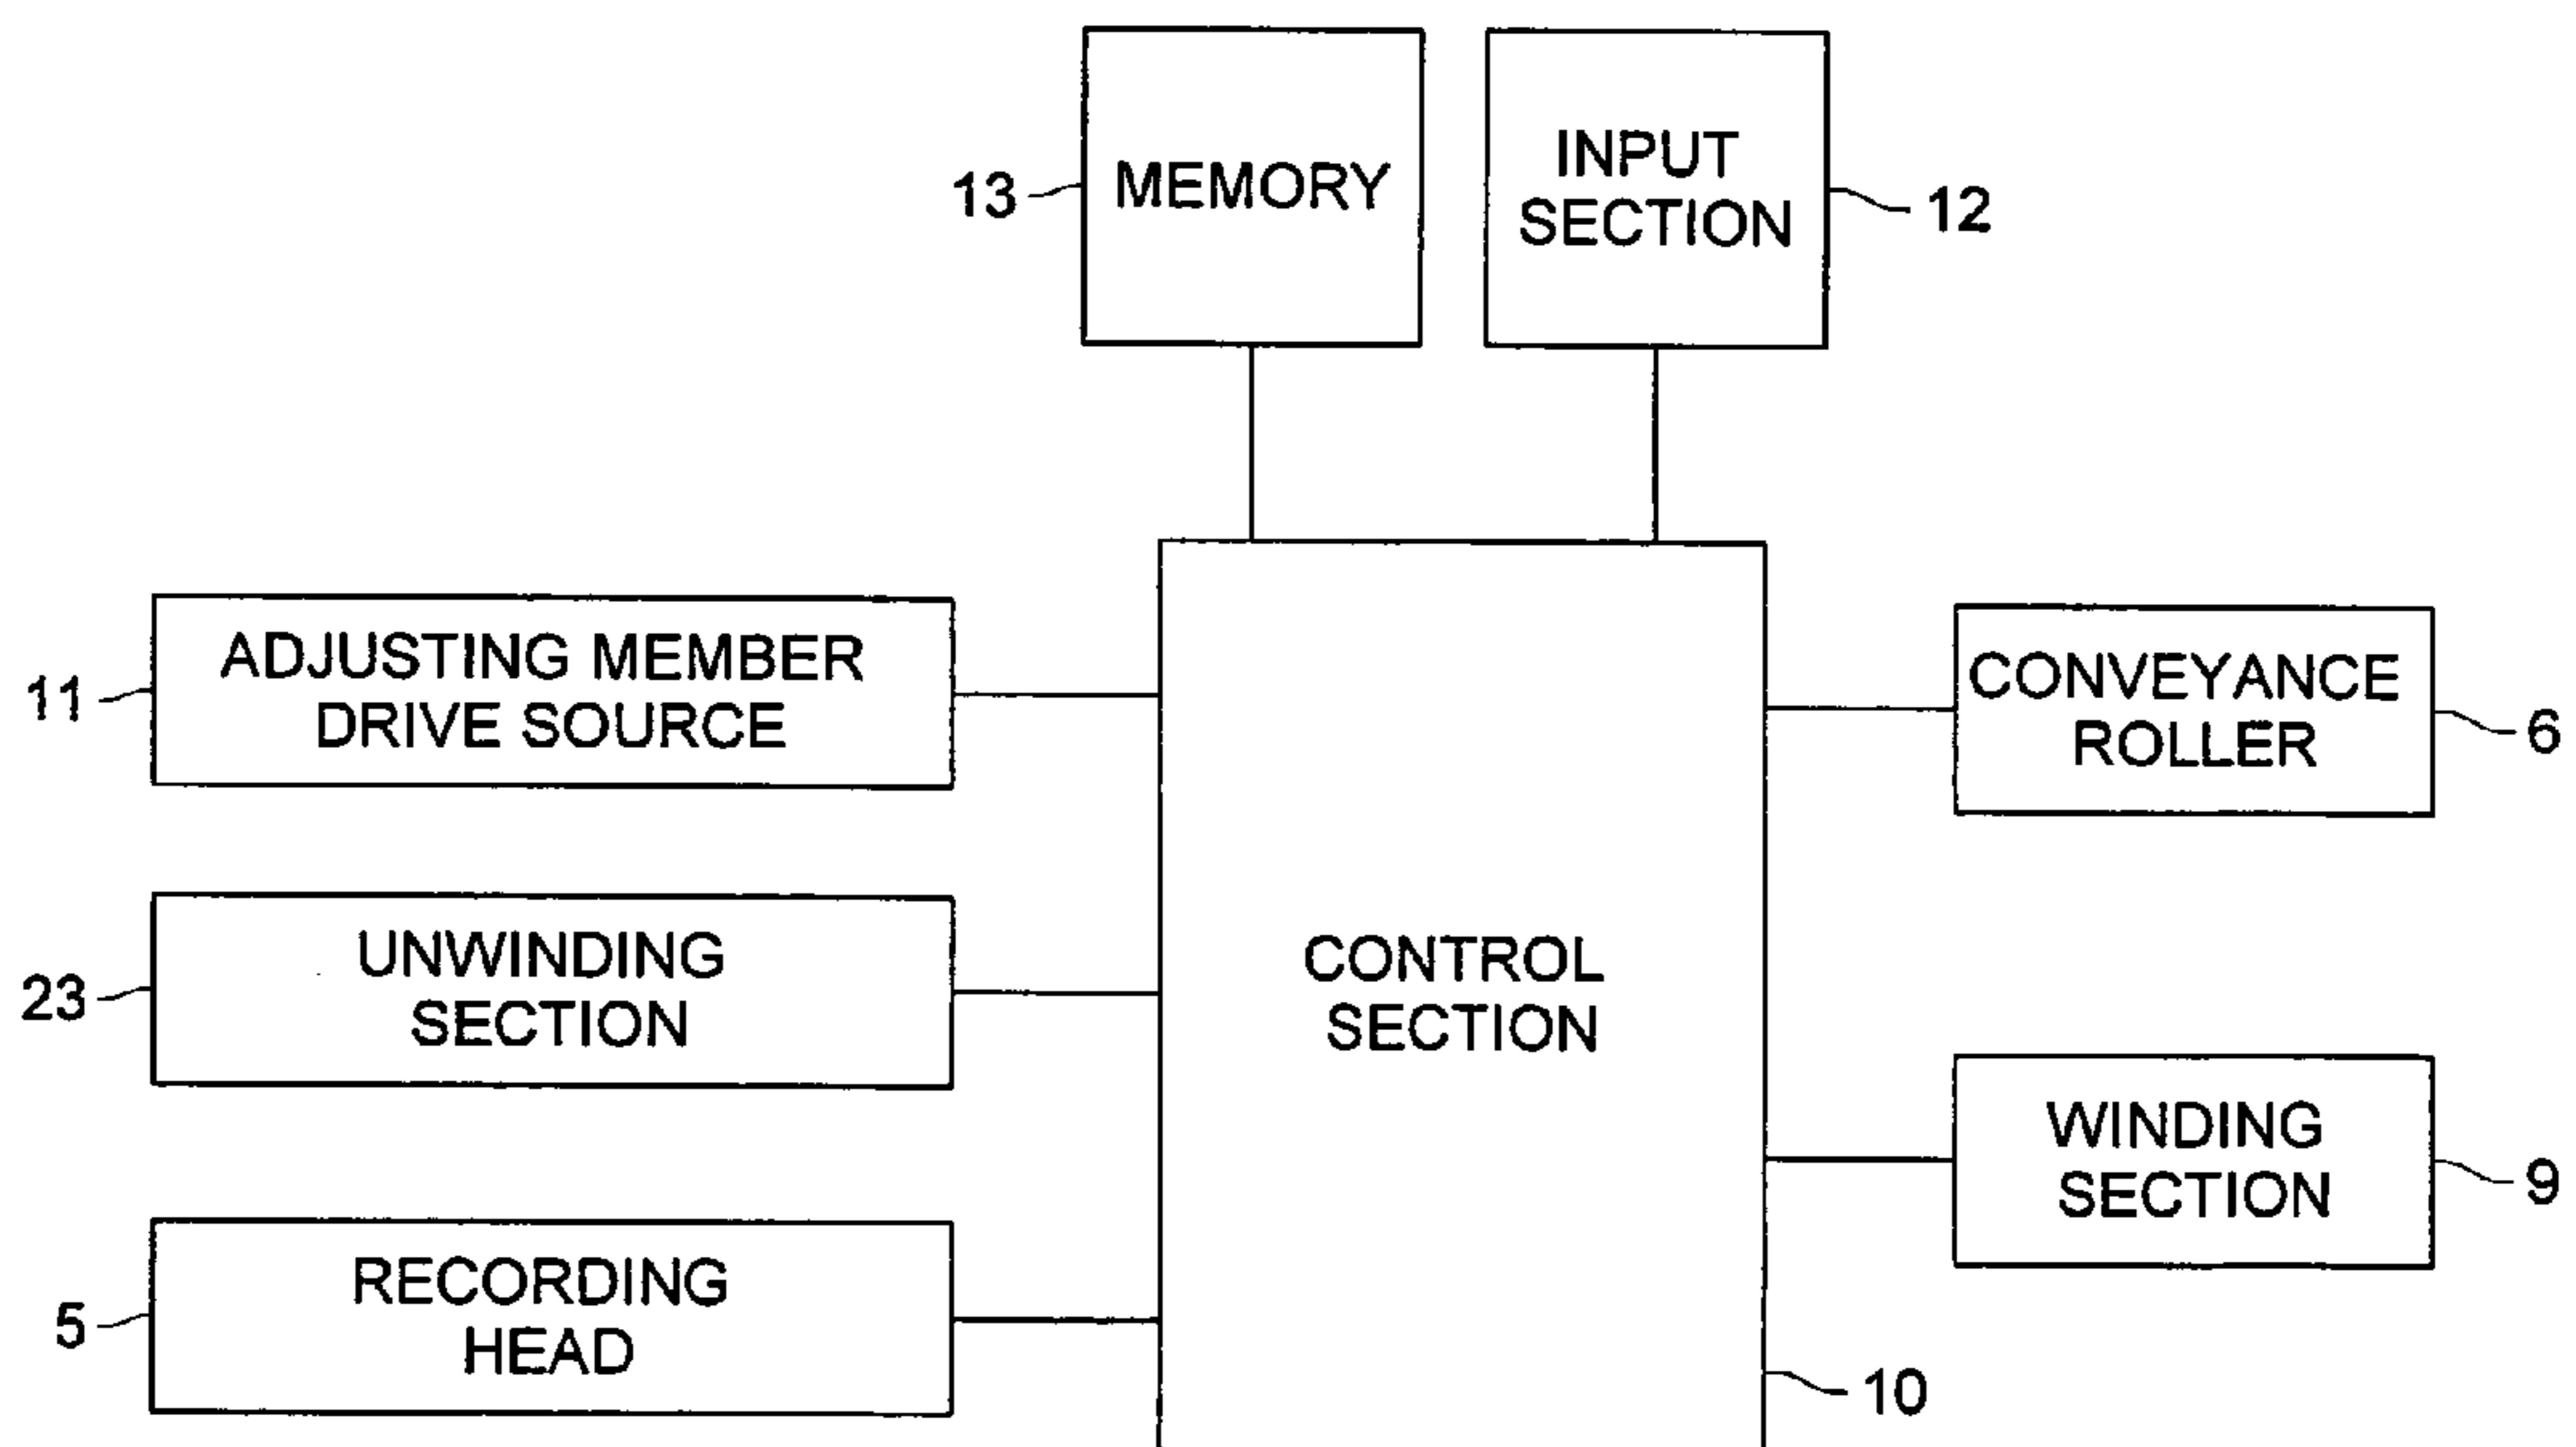 13
MEMORY
INPUT
SECTION
12
11
ADJUSTING MEMBER
DRIVE SOURCE
CONVEYANCE
ROLLER
6
23
UNWINDING
SECTION
CONTROL
SECTION
10
WINDING
SECTION
9
5
RECORDING
HEAD